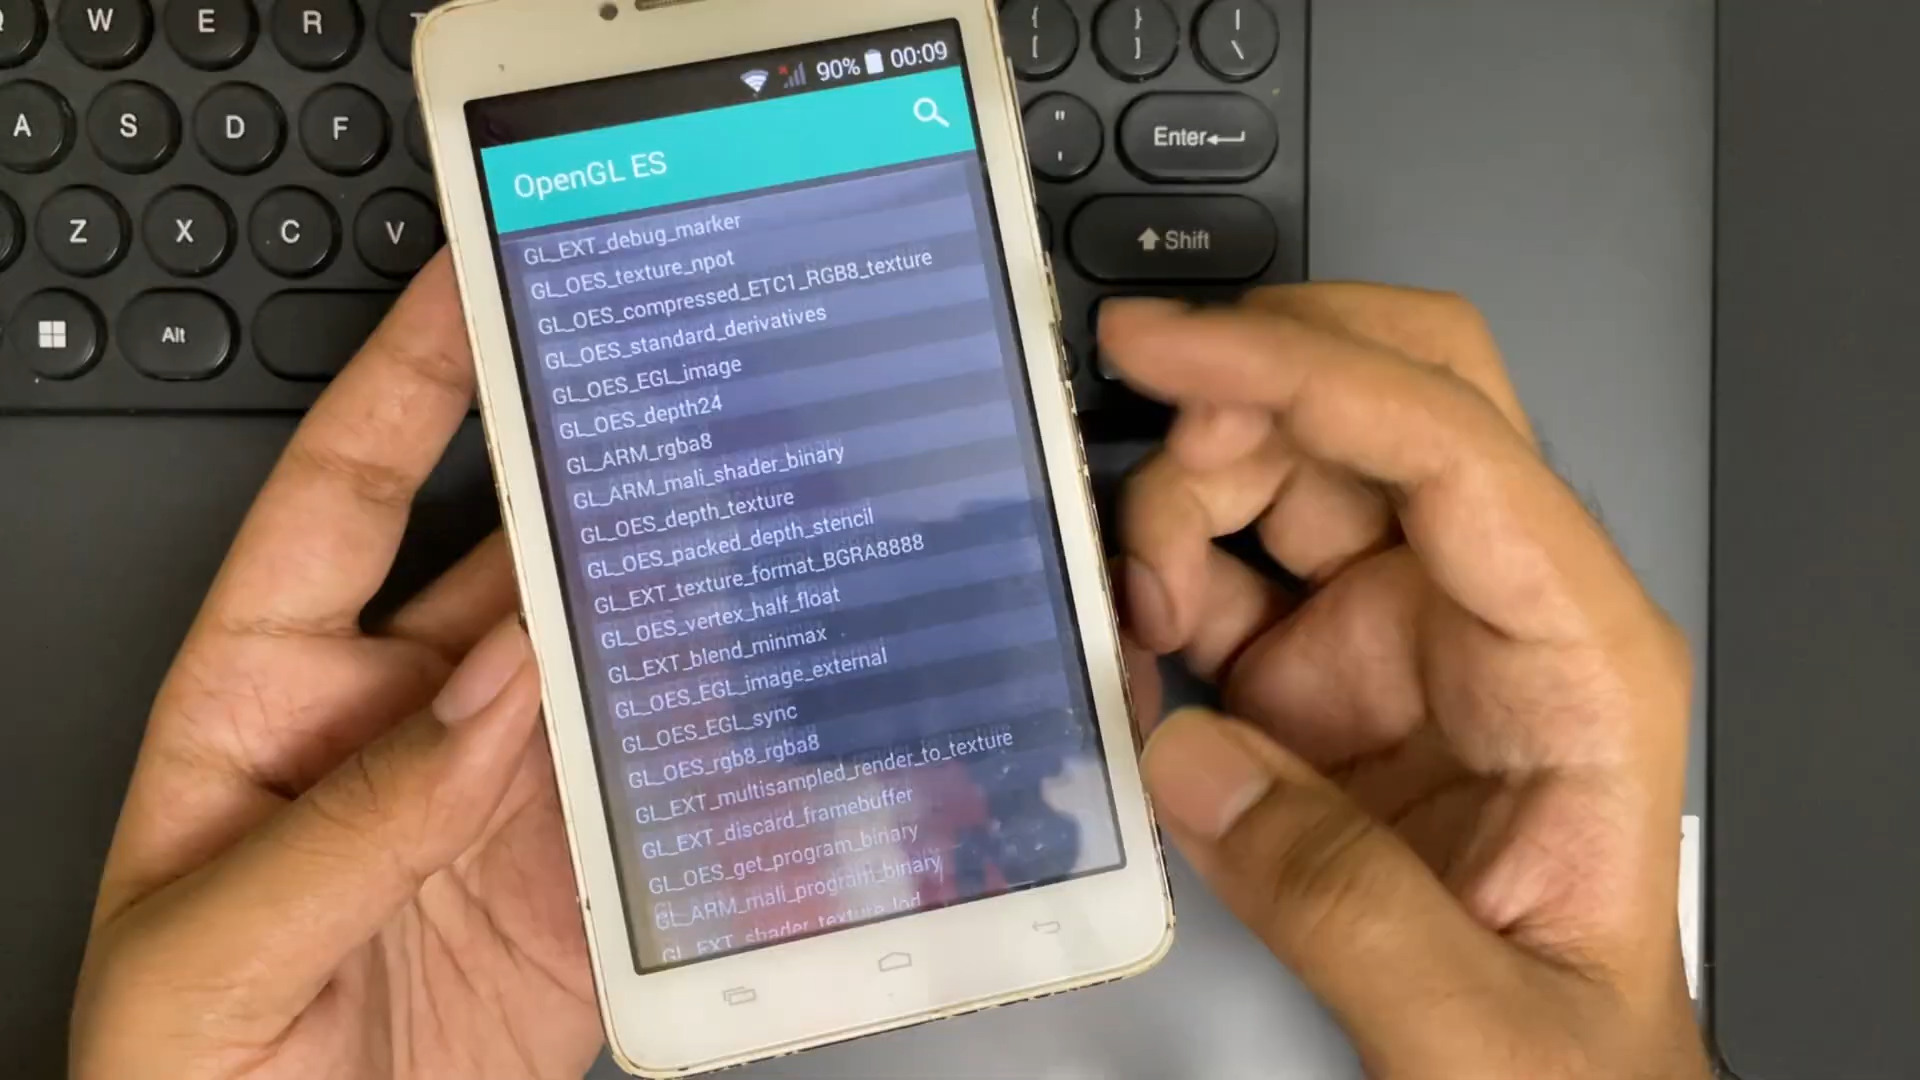 W E R
{ [ } ] | \
A S D F
" ' Enter
Z X C V
Shift
Alt
90% 00:09
OpenGL ES
GL_EXT_debug_marker
GL_OES_texture_npot
GL_OES_compressed_ETC1_RGB8_texture
GL_OES_standard_derivatives
GL_OES_EGL_image
GL_OES_depth24
GL_ARM_rgba8
GL_ARM_mali_shader_binary
GL_OES_depth_texture
GL_OES_packed_depth_stencil
GL_EXT_texture_format_BGRA8888
GL_OES_vertex_half_float
GL_EXT_blend_minmax
GL_OES_EGL_image_external
GL_OES_EGL_sync
GL_OES_rgb8_rgba8
GL_EXT_multisampled_render_to_texture
GL_EXT_discard_framebuffer
GL_OES_get_program_binary
GL_ARM_mali_program_binary
GL_EXT_shader_texture_lod